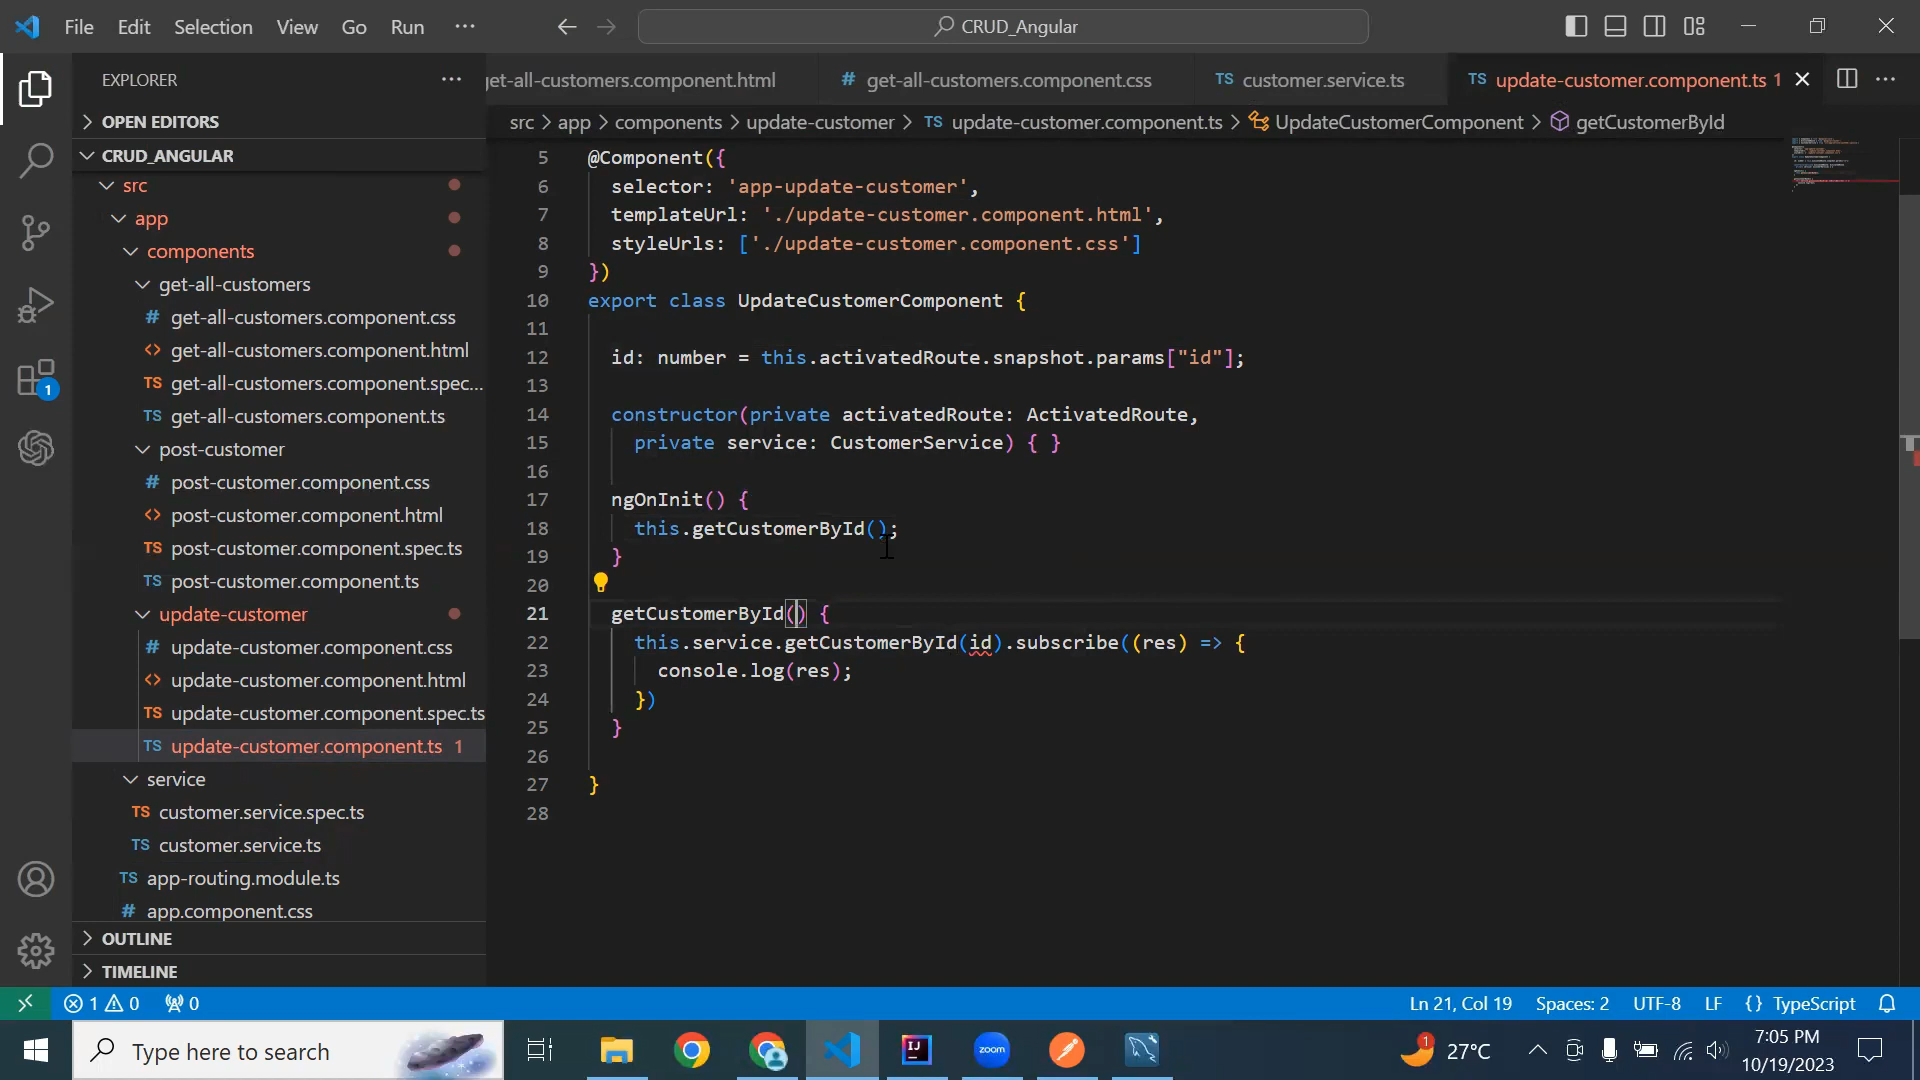 File Edit Selection View Go Run ···
CRUD_Angular
EXPLORER
get-all-customers.component.html
# get-all-customers.component.css
TS customer.service.ts
TS update-customer.component.ts 1
OPEN EDITORS
src > app > components > update-customer > TS update-customer.component.ts > UpdateCustomerComponent > getCustomerById
CRUD_ANGULAR
src
app
components
get-all-customers
# get-all-customers.component.css
<> get-all-customers.component.html
TS get-all-customers.component.spec...
TS get-all-customers.component.ts
post-customer
# post-customer.component.css
<> post-customer.component.html
TS post-customer.component.spec.ts
TS post-customer.component.ts
update-customer
# update-customer.component.css
<> update-customer.component.html
TS update-customer.component.spec.ts
TS update-customer.component.ts 1
service
TS customer.service.spec.ts
TS customer.service.ts
TS app-routing.module.ts
# app.component.css
OUTLINE
TIMELINE
1
5 @Component({
6 selector: 'app-update-customer',
7 templateUrl: './update-customer.component.html',
8 styleUrls: ['./update-customer.component.css']
9 })
10 export class UpdateCustomerComponent {
11
12 id: number = this.activatedRoute.snapshot.params["id"];
13
14 constructor(private activatedRoute: ActivatedRoute,
15 private service: CustomerService) { }
16
17 ngOnInit() {
18 this.getCustomerById();
19 }
20
21 getCustomerById() {
22 this.service.getCustomerById(id).subscribe((res) => {
23 console.log(res);
24 })
25 }
26
27 }
28
1 0 0
Ln 21, Col 19 Spaces: 2 UTF-8 LF {} TypeScript
Type here to search
IJ
zoom
1
27°C
7:05 PM
10/19/2023